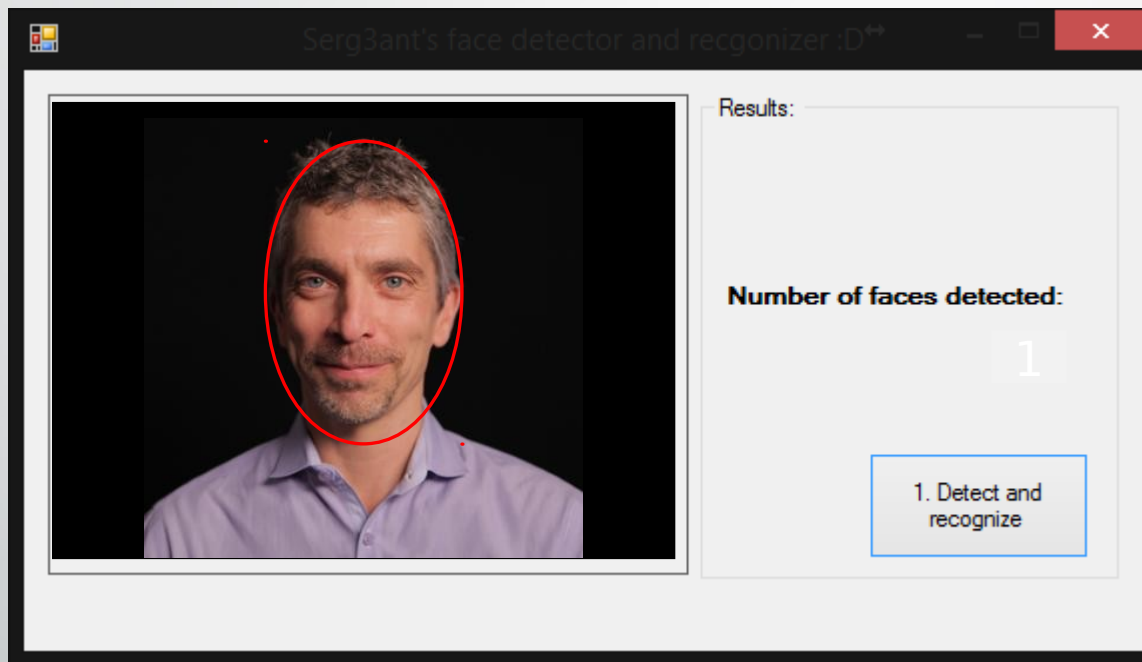 Serg3ant's face detector and recgonizer :D
Results:
Number of faces detected:
1
1. Detect and
recognize